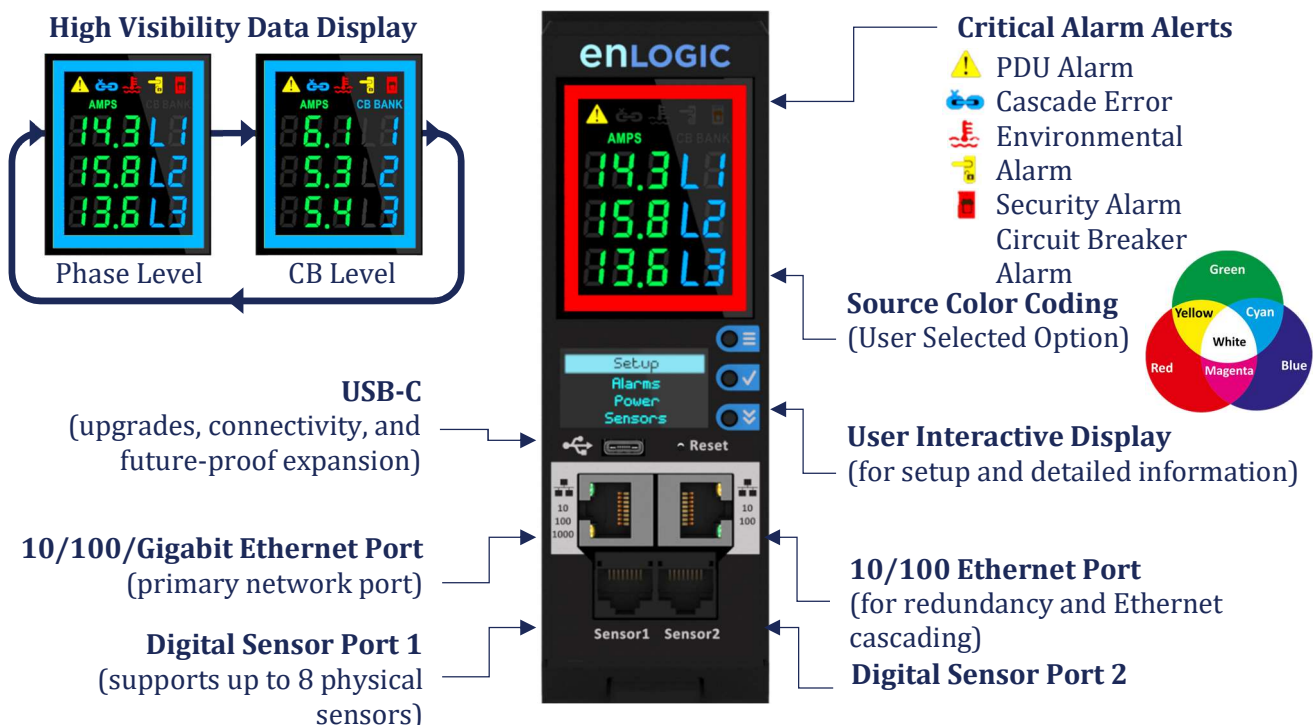 High Visibility Data Display
AMPS CB BANK
14.3 L1
15.8 L2
13.6 L3
Phase Level
AMPS CB BANK
6.1 1
5.3 2
5.4 3
CB Level
enLOGIC
AMPS CB BANK
14.3 L1
15.8 L2
13.6 L3
Setup
Alarms
Power
Sensors
Reset
10
100
1000
10
100
Sensor1 Sensor2
Critical Alarm Alerts
PDU Alarm
Cascade Error
Environmental
Alarm
Security Alarm
Circuit Breaker
Alarm
Source Color Coding
(User Selected Option)
Green
Yellow
Cyan
White
Red
Magenta
Blue
USB-C
(upgrades, connectivity, and
future-proof expansion)
User Interactive Display
(for setup and detailed information)
10/100/Gigabit Ethernet Port
(primary network port)
10/100 Ethernet Port
(for redundancy and Ethernet
cascading)
Digital Sensor Port 1
(supports up to 8 physical
sensors)
Digital Sensor Port 2